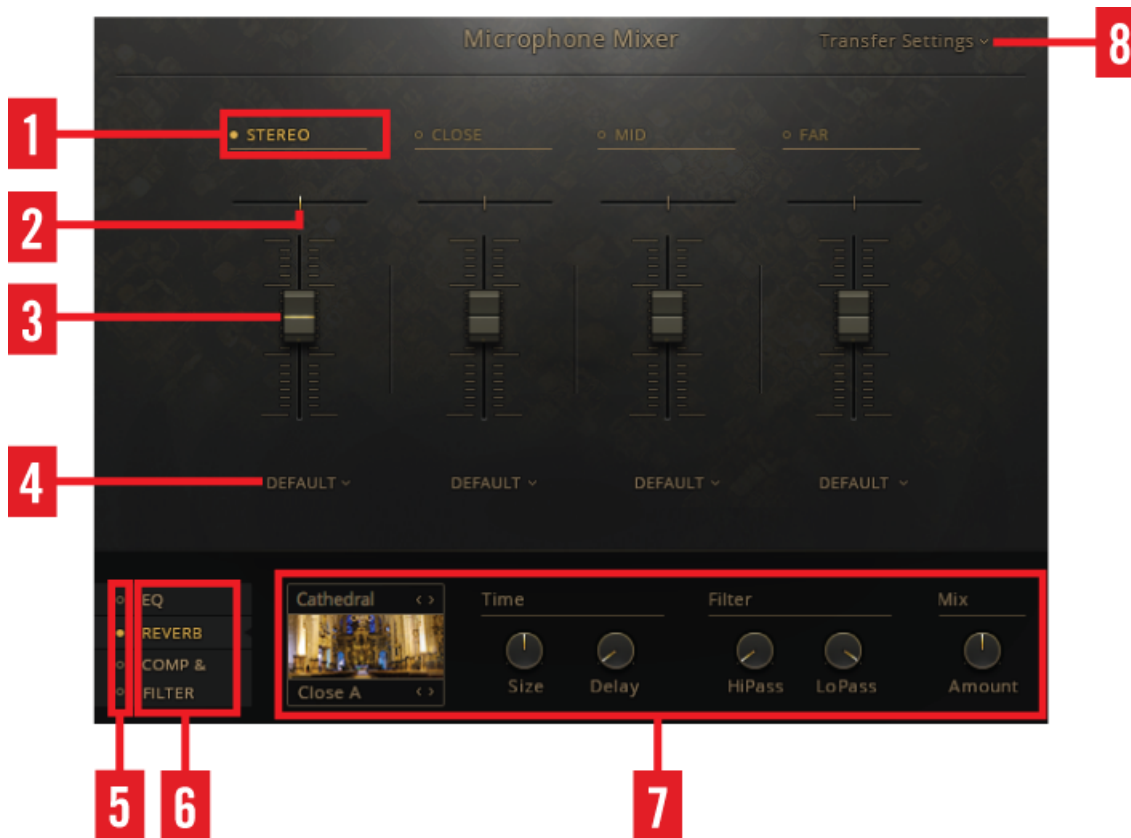 Microphone Mixer
Transfer Settings
8
1
STEREO
CLOSE
MID
FAR
2
3
4
DEFAULT
DEFAULT
DEFAULT
DEFAULT
EQ
REVERB
COMP &
FILTER
Cathedral
Close A
Time
Size
Delay
Filter
HiPass
LoPass
Mix
Amount
5
6
7